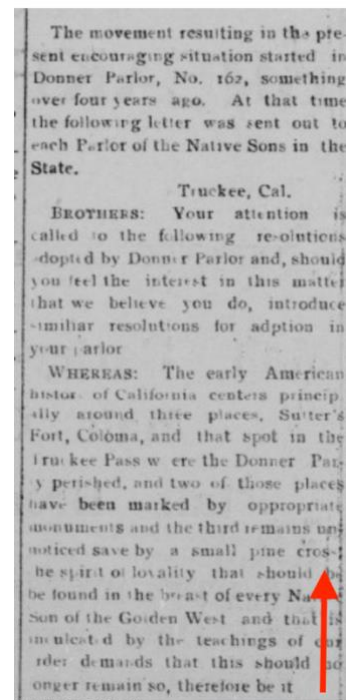 The movement resulting in the pre-
sent encouraging situation started in
Donner Parlor, No. 162, something
over four years ago. At that time
the following letter was sent out to
each Parlor of the Native Sons in the
State.
Truckee, Cal.
BROTHERS: Your attention is
called to the following resolutions
adopted by Donner Parlor and, should
you feel the interest in this matter
that we believe you do, introduce
similiar resolutions for adption in
your parlor
WHEREAS: The early American
histor of California centers princip
ally around three places, Sutter's
Fort, Coloma, and that spot in the
Truckee Pass w ere the Donner Par-
y perished, and two of those places
have been marked by oppropriate
monuments and the third remains un-
noticed save by a small pine cross;
he spirit of loyality that should be
be found in the breast of every Native
Son of the Golden West and that is
inculcated by the teachings of our
rder demands that this should no
onger remain so, therefore be it